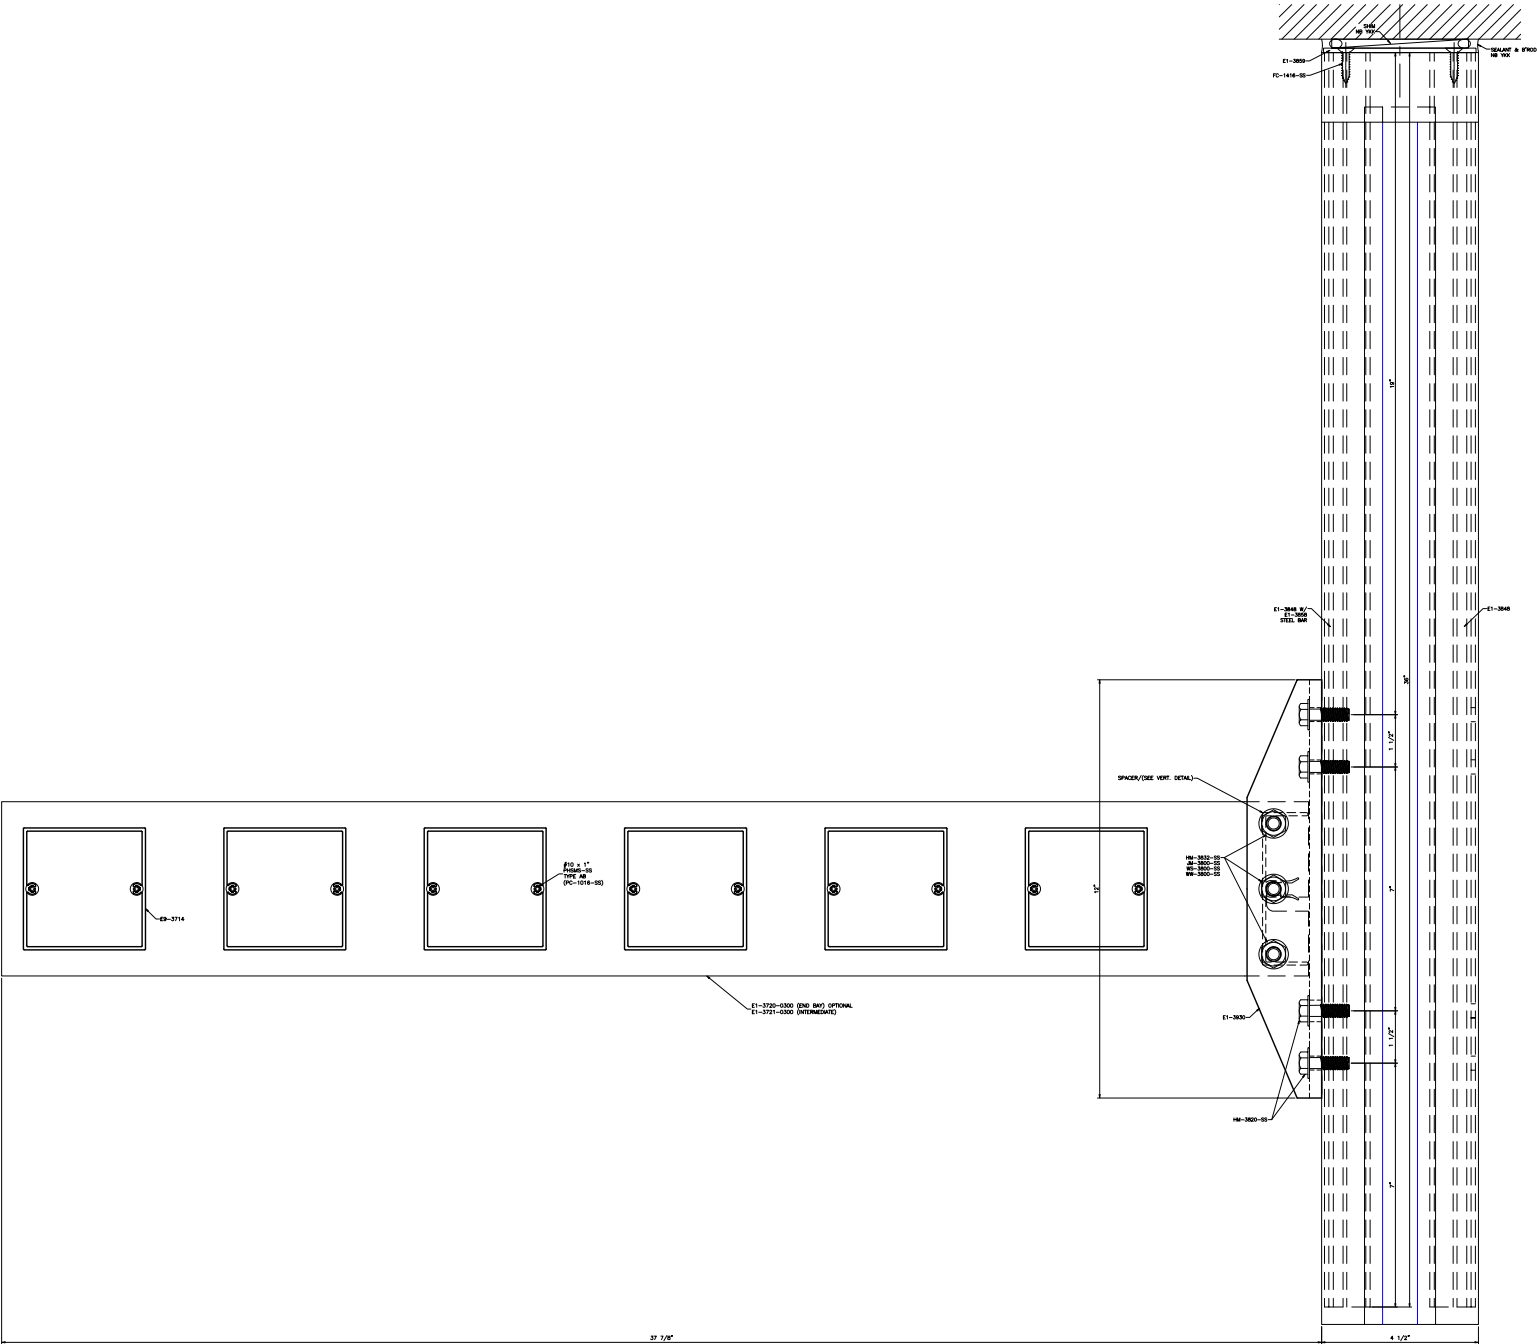 SHIM
NB YKK
SEALANT & B'ROD
NB YKK
E1-3859
FC-1416-SS
19"
E1-3848 W/
E1-3858
STEEL BAR
E1-3848
36"
1 1/2"
SPACER/(SEE VERT. DETAIL)
HM-3832-SS
JM-3800-SS
WS-3800-SS
WW-3800-SS
#10 x 1"
PHSMS-SS
TYPE AB
(PC-1016-SS)
12"
7"
E9-3714
E1-3720-0300 (END BAY) OPTIONAL
E1-3721-0300 (INTERMEDIATE)
E1-3930
1 1/2"
HM-3820-SS
7"
37 7/8"
4 1/2"